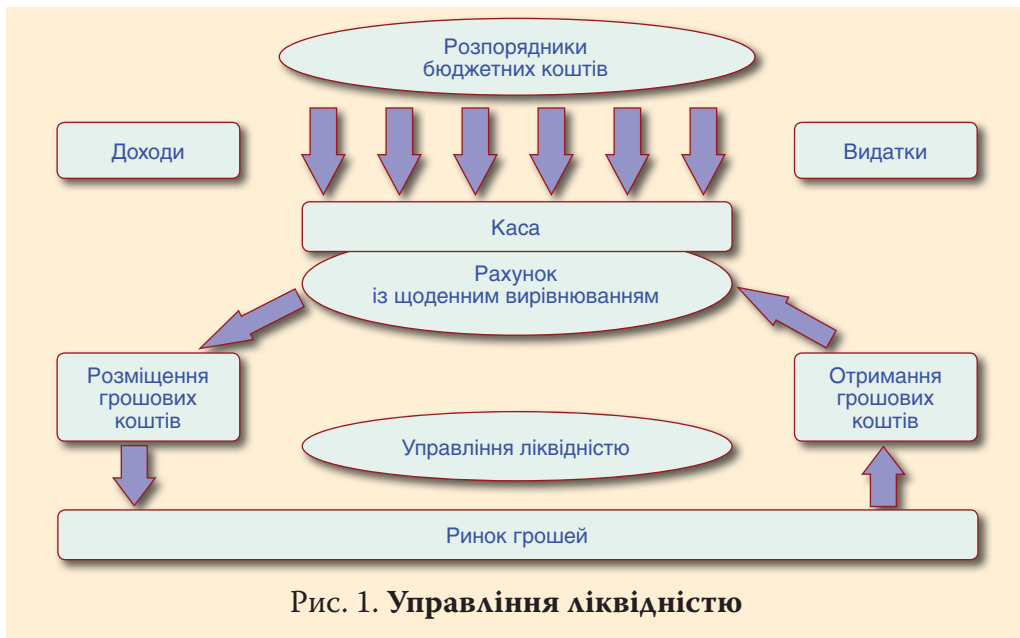 Розпорядники
бюджетних коштів
Доходи
Видатки
Каса
Рахунок
із щоденним вирівнюванням
Розміщення
грошових
коштів
Отримання
грошових
коштів
Управління ліквідністю
Ринок грошей
Рис. 1. Управління ліквідністю